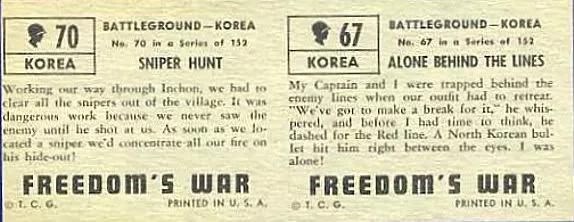 70
KOREA
BATTLEGROUND—KOREA
No. 70 in a Series of 152
SNIPER HUNT
Working our way through Inchon, we had to
clear all the snipers out of the village. It was
dangerous work because we never saw the
enemy until he shot at us. As soon as we lo-
cated a sniper we'd concentrate all our fire on
his hide-out!
FREEDOM'S WAR
© T. C. G. PRINTED IN U. S. A.
67
KOREA
BATTLEGROUND—KOREA
No. 67 in a Series of 152
ALONE BEHIND THE LINES
My Captain and I were trapped behind the
enemy lines when our outfit had to retreat.
"We've got to make a break for it," he whis-
pered, and before I had time to think, he
dashed for the Red line. A North Korean bul-
let hit him right between the eyes. I was
alone!
FREEDOM'S WAR
© T. C. G. PRINTED IN U. S. A.